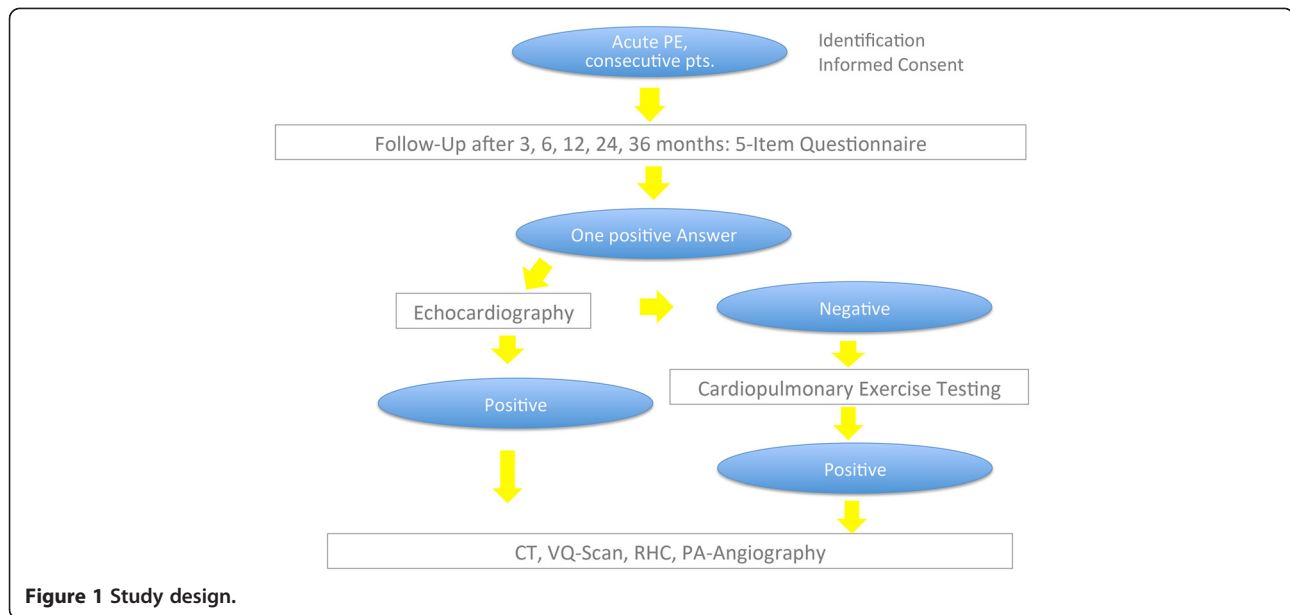 Acute PE,
consecutive pts.
Identification
Informed Consent
Follow-Up after 3, 6, 12, 24, 36 months: 5-Item Questionnaire
One positive Answer
Echocardiography
Negative
Positive
Cardiopulmonary Exercise Testing
Positive
CT, VQ-Scan, RHC, PA-Angiography
Figure 1 Study design.